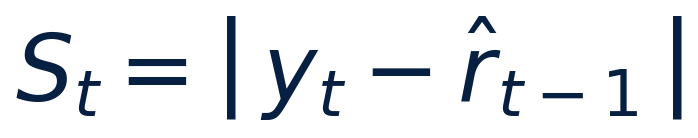 S_t = | y_t − r̂_{t−1} |